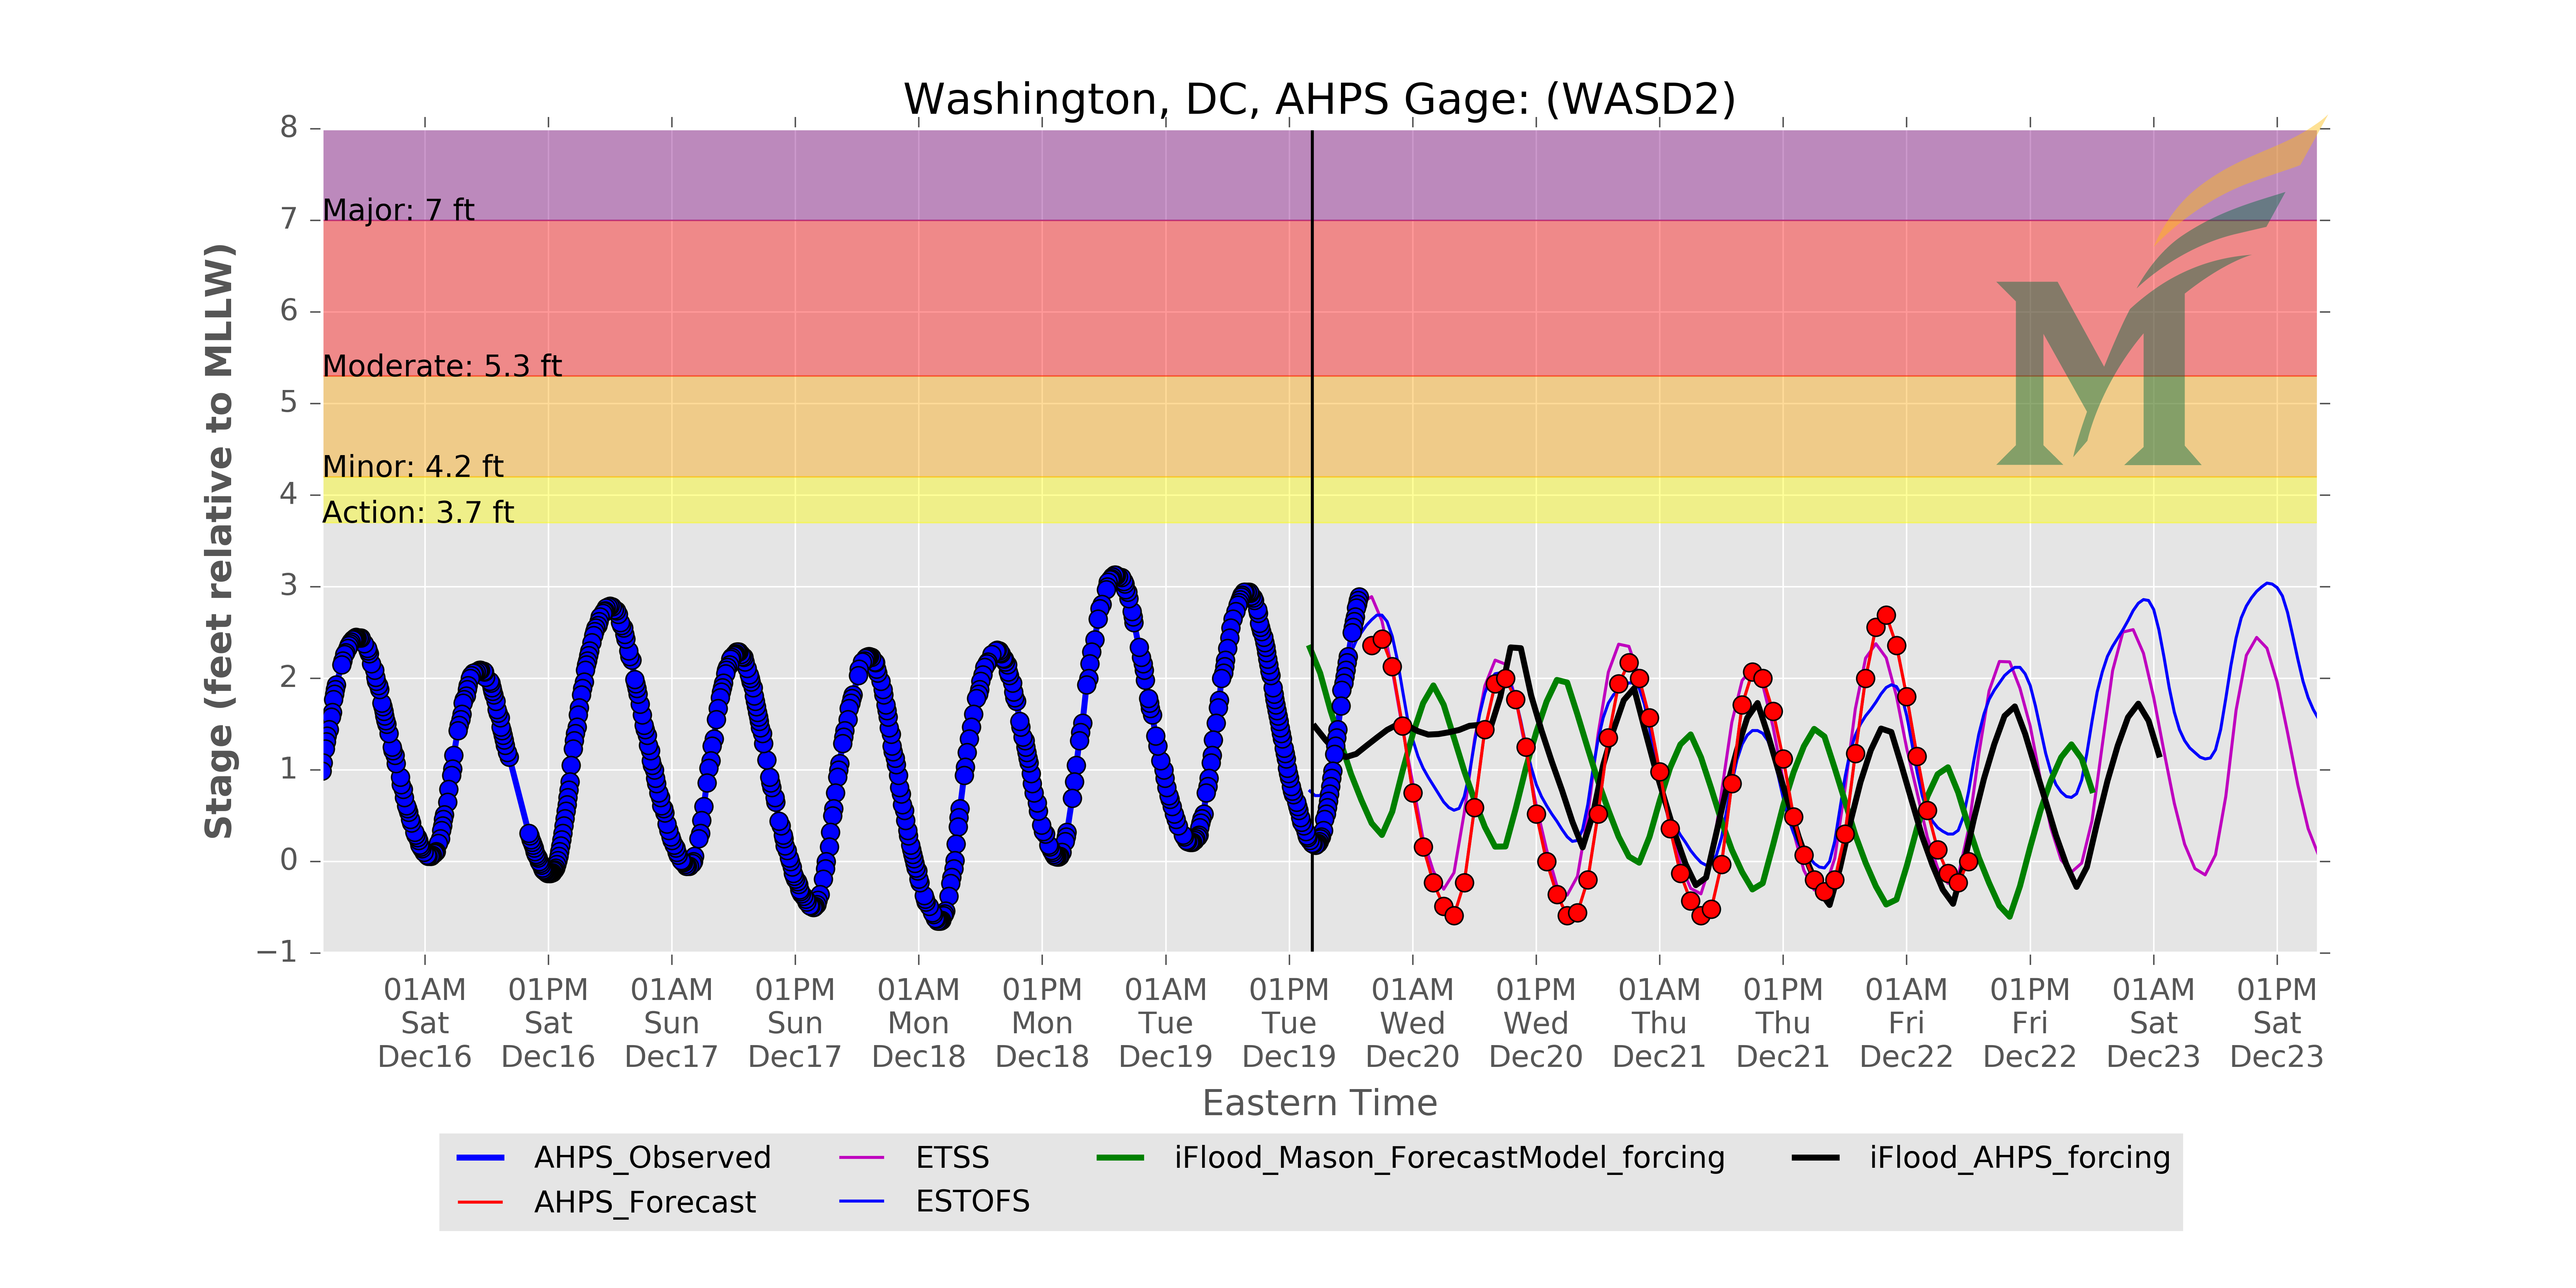 Washington, DC, AHPS Gage: (WASD2)
8
7
6
5
4
3
2
1
0
−1
Stage (feet relative to MLLW)
Major: 7 ft
Moderate: 5.3 ft
Minor: 4.2 ft
Action: 3.7 ft
M
01AM 01PM 01AM 01PM 01AM 01PM 01AM 01PM 01AM 01PM 01AM 01PM 01AM 01PM 01AM 01PM
Sat Sat Sun Sun Mon Mon Tue Tue Wed Wed Thu Thu Fri Fri Sat Sat
Dec16 Dec16 Dec17 Dec17 Dec18 Dec18 Dec19 Dec19 Dec20 Dec20 Dec21 Dec21 Dec22 Dec22 Dec23 Dec23
Eastern Time
AHPS_Observed ETSS iFlood_Mason_ForecastModel_forcing iFlood_AHPS_forcing
AHPS_Forecast ESTOFS